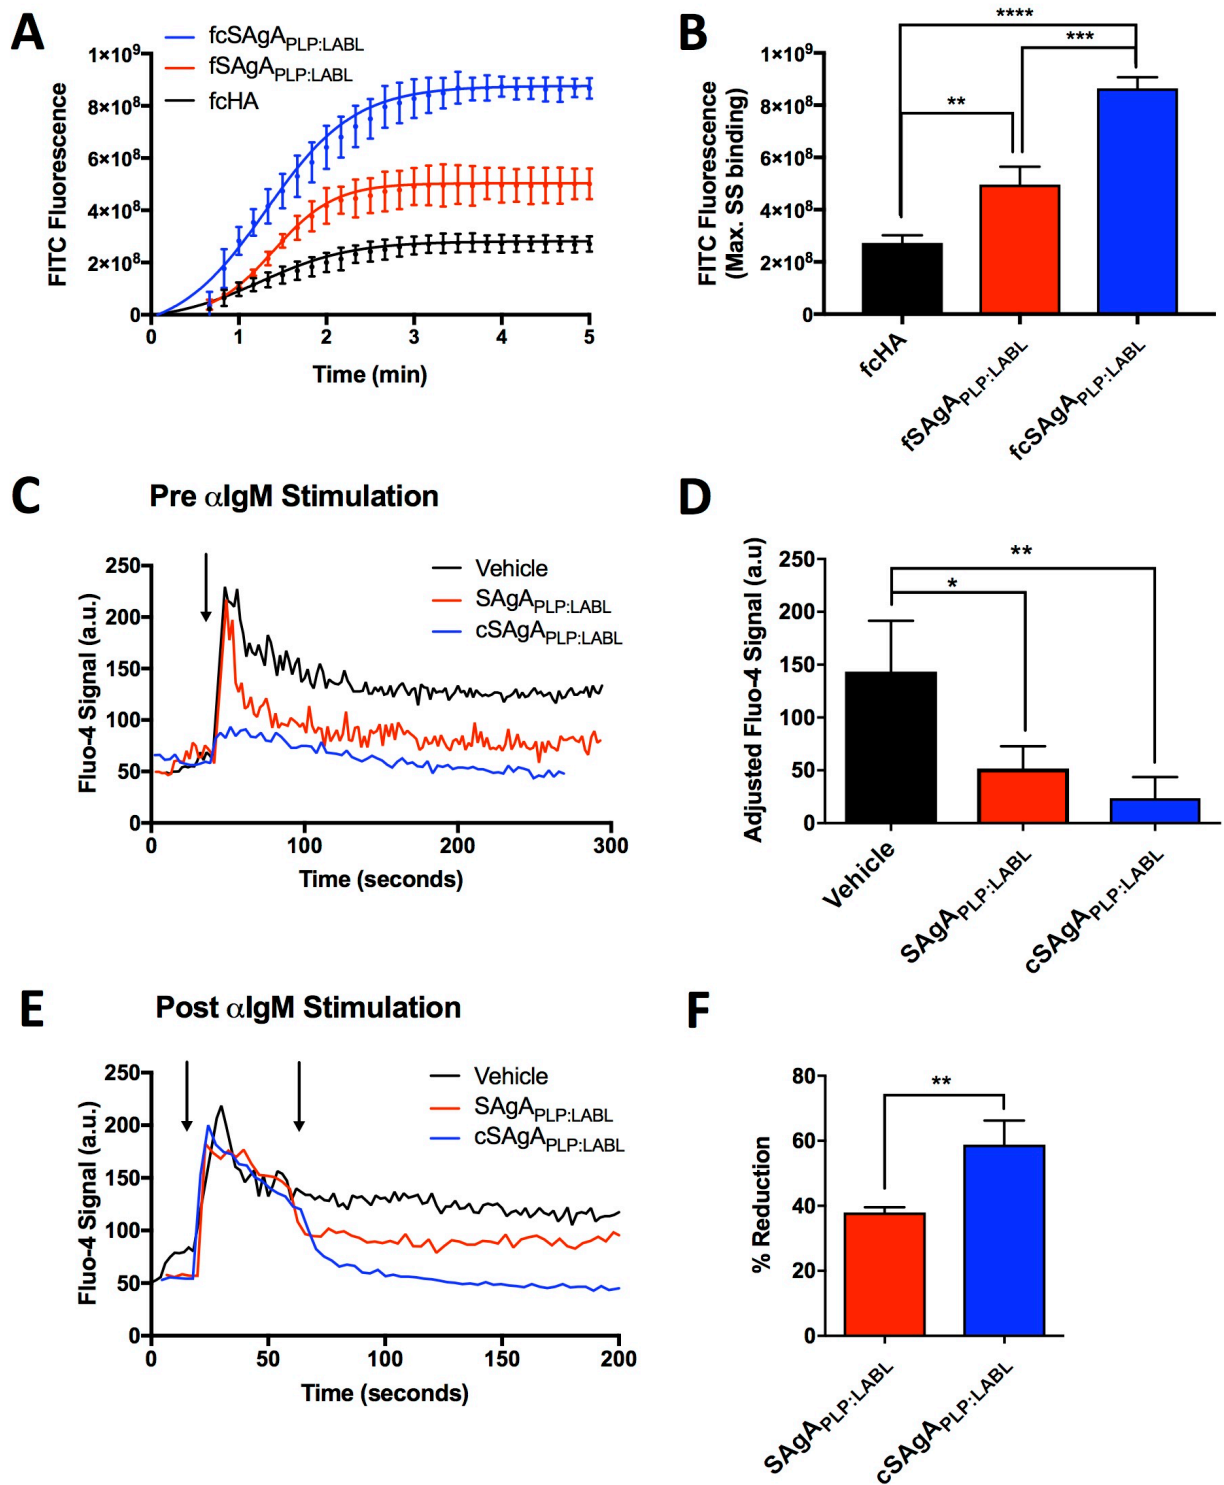 A
fcSAgAPLP:LABL
fSAgAPLP:LABL
fcHA
FITC Fluorescence
1×10⁹
8×10⁸
6×10⁸
4×10⁸
2×10⁸
0
0 1 2 3 4 5
Time (min)
B
****
***
**
FITC Fluorescence
(Max. SS binding)
1×10⁹
8×10⁸
6×10⁸
4×10⁸
2×10⁸
0
fcHA
fSAgAPLP:LABL
fcSAgAPLP:LABL
C
Pre αIgM Stimulation
Vehicle
SAgAPLP:LABL
cSAgAPLP:LABL
Fluo-4 Signal (a.u.)
250
200
150
100
50
0
0 100 200 300
Time (seconds)
D
**
*
Adjusted Fluo-4 Signal (a.u)
250
200
150
100
50
0
Vehicle
SAgAPLP:LABL
cSAgAPLP:LABL
E
Post αIgM Stimulation
Vehicle
SAgAPLP:LABL
cSAgAPLP:LABL
Fluo-4 Signal (a.u.)
250
200
150
100
50
0
0 50 100 150 200
Time (seconds)
F
**
% Reduction
80
60
40
20
0
SAgAPLP:LABL
cSAgAPLP:LABL